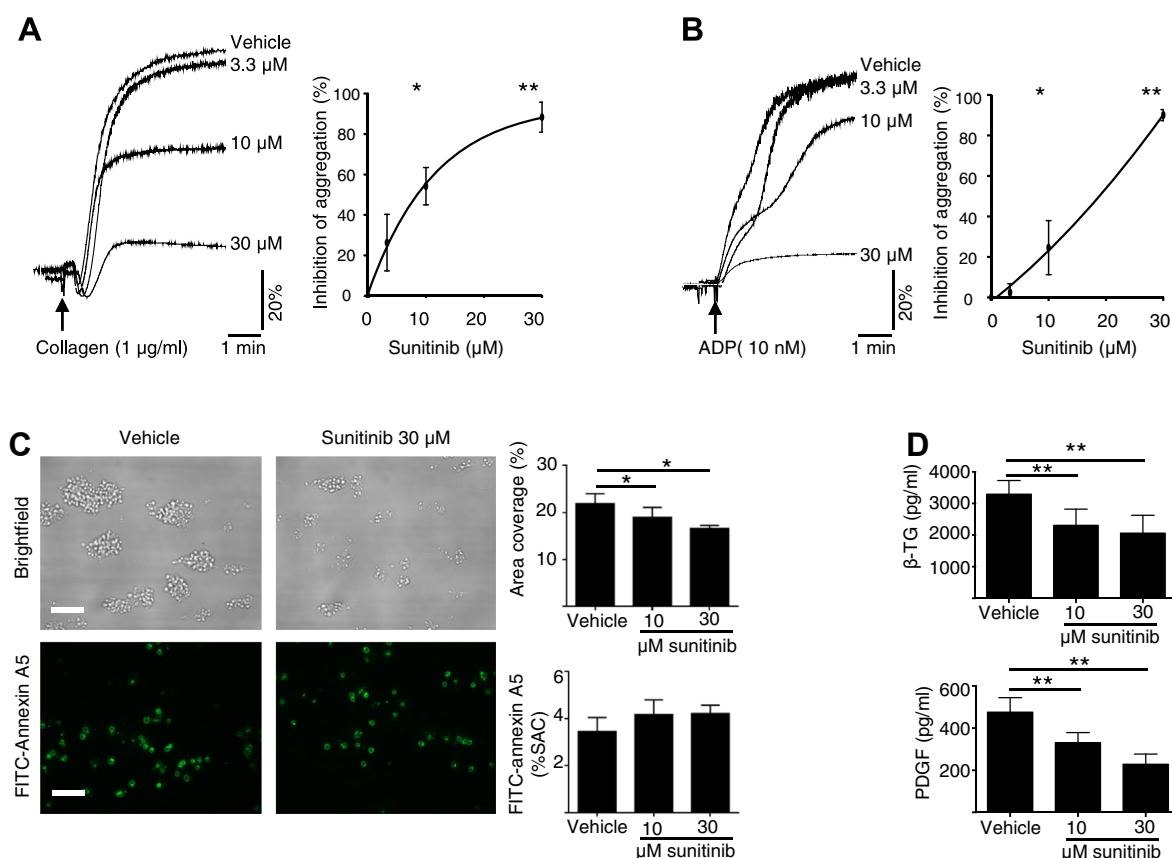 A
Vehicle
3.3 µM
10 µM
30 µM
20%
1 min
Collagen (1 µg/ml)
Inhibition of aggregation (%)
100
80
60
40
20
0
* **
0 10 20 30
Sunitinib (µM)
B
Vehicle
3.3 µM
10 µM
30 µM
20%
1 min
ADP( 10 nM)
Inhibition of aggregation (%)
100
80
60
40
20
0
* **
0 10 20 30
Sunitinib (µM)
C
Vehicle Sunitinib 30 µM
Brightfield
FITC-Annexin A5
Area coverage (%)
30
20
10
*
*
Vehicle 10 30
µM sunitinib
FITC-annexin A5
(%SAC)
6
4
2
Vehicle 10 30
µM sunitinib
D
β-TG (pg/ml)
4000
3000
2000
1000
**
**
Vehicle 10 30
µM sunitinib
PDGF (pg/ml)
600
400
200
**
**
Vehicle 10 30
µM sunitinib